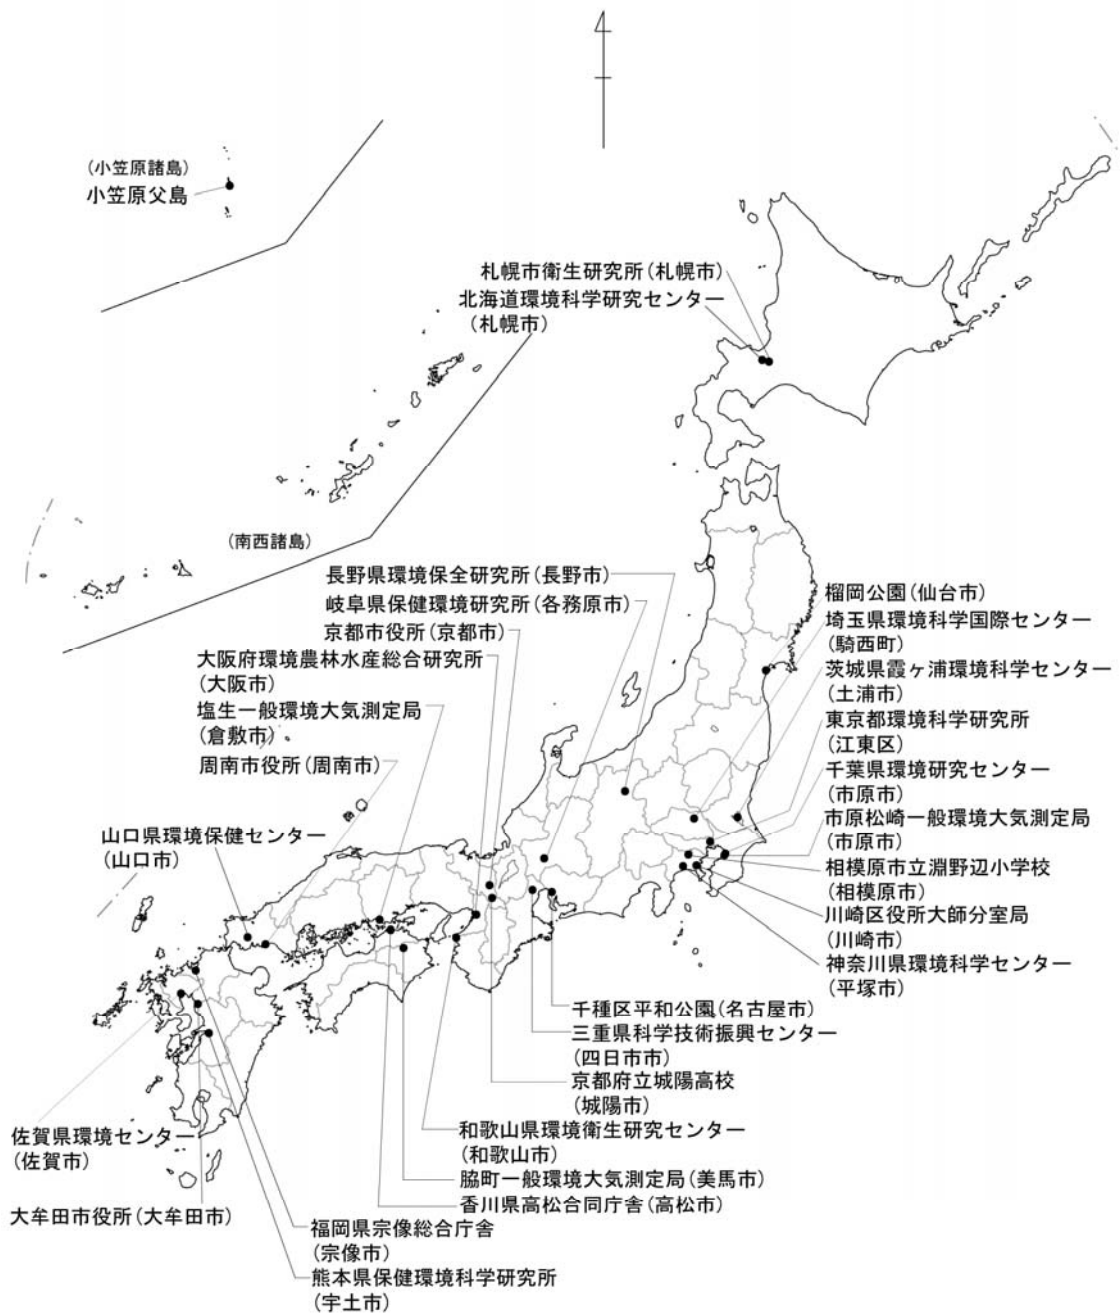 (小笠原諸島)
小笠原父島
札幌市衛生研究所(札幌市)
北海道環境科学研究センター
(札幌市)
(南西諸島)
長野県環境保全研究所(長野市)
岐阜県保健環境研究所(各務原市)
京都市役所(京都市)
大阪府環境農林水産総合研究所
(大阪市)
塩生一般環境大気測定局
(倉敷市)
周南市役所(周南市)
山口県環境保健センター
(山口市)
榴岡公園(仙台市)
埼玉県環境科学国際センター
(騎西町)
茨城県霞ヶ浦環境科学センター
(土浦市)
東京都環境科学研究所
(江東区)
千葉県環境研究センター
(市原市)
市原松崎一般環境大気測定局
(市原市)
相模原市立淵野辺小学校
(相模原市)
川崎区役所大師分室局
(川崎市)
神奈川県環境科学センター
(平塚市)
千種区平和公園(名古屋市)
三重県科学技術振興センター
(四日市市)
京都府立城陽高校
(城陽市)
和歌山県環境衛生研究センター
(和歌山市)
脇町一般環境大気測定局(美馬市)
香川県高松合同庁舎(高松市)
佐賀県環境センター
(佐賀市)
大牟田市役所(大牟田市)
福岡県宗像総合庁舎
(宗像市)
熊本県保健環境科学研究所
(宇土市)